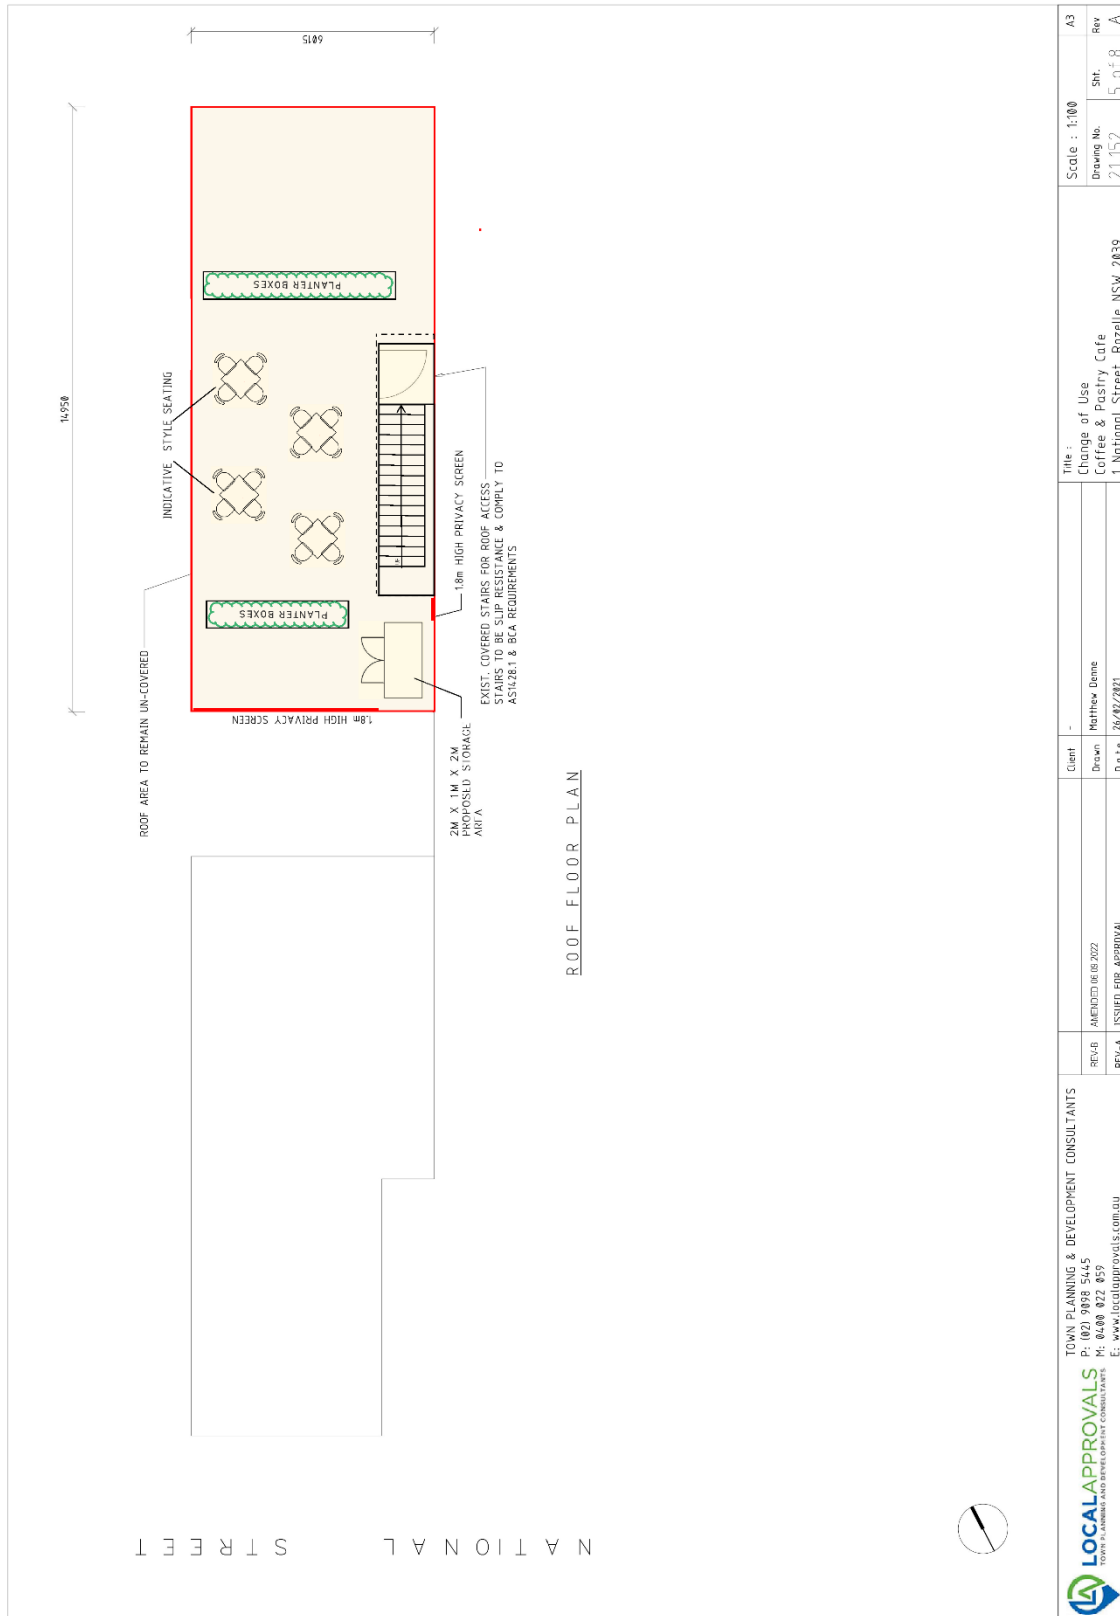 6015
14950
PLANTER BOXES
INDICATIVE STYLE SEATING
PLANTER BOXES
1.8m HIGH PRIVACY SCREEN
ROOF AREA TO REMAIN UN-COVERED
1.8m HIGH PRIVACY SCREEN
EXIST. COVERED STAIRS FOR ROOF ACCESS
STAIRS TO BE SLIP RESISTANCE & COMPLY TO
AS1428.1 & BCA REQUIREMENTS
2M X 1M X 2M
PROPOSED STORAGE
AREA
ROOF FLOOR PLAN
NATIONAL STREET
LOCALAPPROVALS
TOWN PLANNING AND DEVELOPMENT CONSULTANTS
TOWN PLANNING & DEVELOPMENT CONSULTANTS
P: (02) 9098 5445
M: 0400 022 059
E: www.localapprovals.com.au
REV-B AMENDED 06.09.2022
REV-A ISSUED FOR APPROVAL
Client -
Drawn Matthew Denne
Date 26/02/2021
Title :
Change of Use
Coffee & Pastry Cafe
1 National Street, Rozelle NSW 2039
Scale : 1:100 A3
Drawing No. Sht. Rev
21152 5 of 8 A